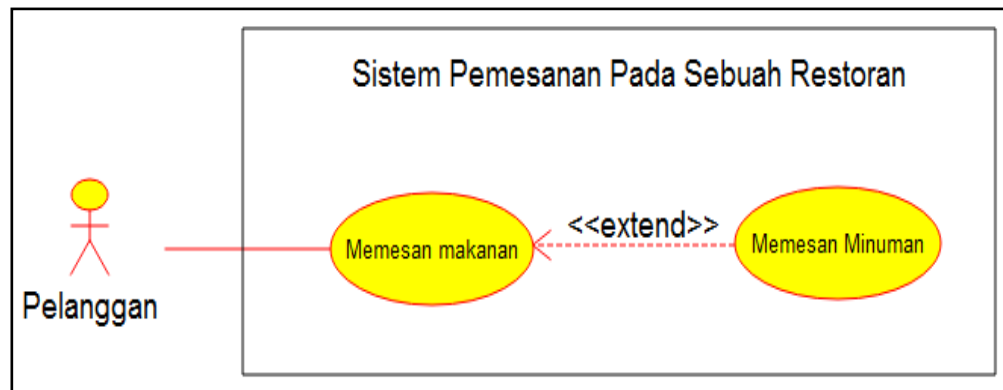 Sistem Pemesanan Pada Sebuah Restoran
<<extend>>
Memesan makanan
Memesan Minuman
Pelanggan